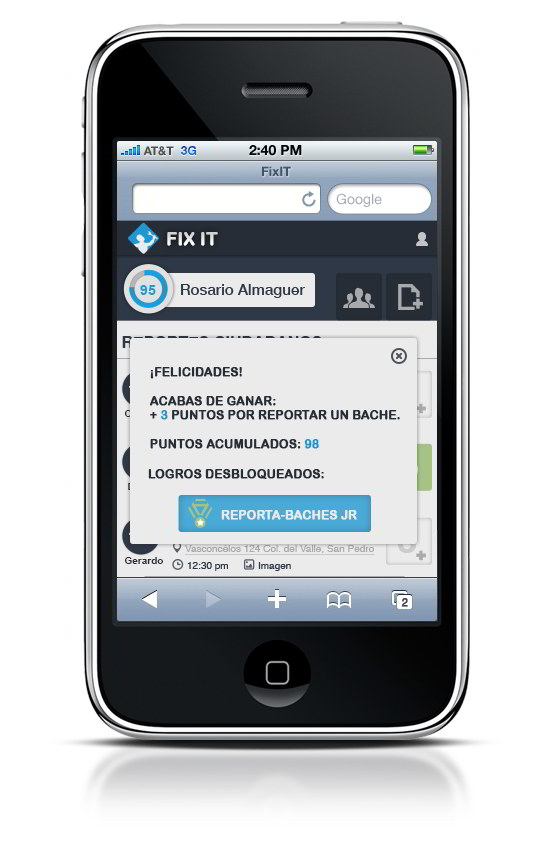 AT&T 3G 2:40 PM
FixIT
Google
FIX IT
95 Rosario Almaguer
REPORTES CIUDADANOS
¡FELICIDADES!
ACABAS DE GANAR:
+ 3 PUNTOS POR REPORTAR UN BACHE.
PUNTOS ACUMULADOS: 98
LOGROS DESBLOQUEADOS:
REPORTA-BACHES JR
Vasconcélos 124 Col. del Valle, San Pedro
Gerardo
12:30 pm Imagen
2